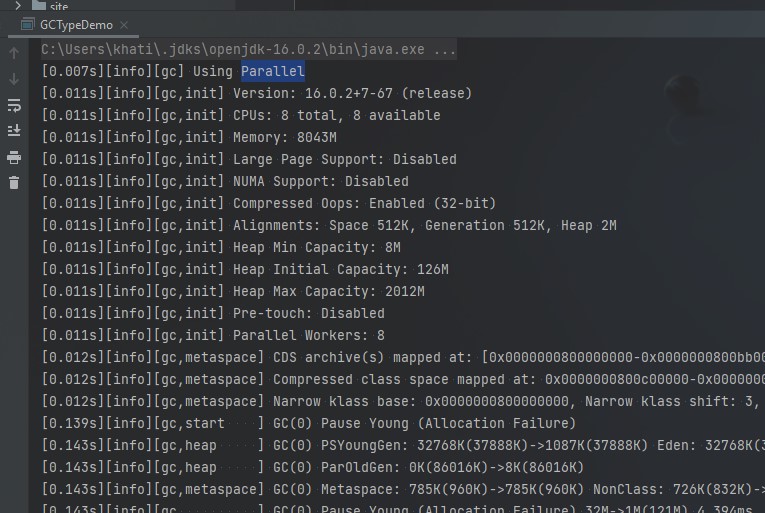 site
GCTypeDemo
C:\Users\khati\.jdks\openjdk-16.0.2\bin\java.exe ...
[0.007s][info][gc] Using Parallel
[0.011s][info][gc,init] Version: 16.0.2+7-67 (release)
[0.011s][info][gc,init] CPUs: 8 total, 8 available
[0.011s][info][gc,init] Memory: 8043M
[0.011s][info][gc,init] Large Page Support: Disabled
[0.011s][info][gc,init] NUMA Support: Disabled
[0.011s][info][gc,init] Compressed Oops: Enabled (32-bit)
[0.011s][info][gc,init] Alignments: Space 512K, Generation 512K, Heap 2M
[0.011s][info][gc,init] Heap Min Capacity: 8M
[0.011s][info][gc,init] Heap Initial Capacity: 126M
[0.011s][info][gc,init] Heap Max Capacity: 2012M
[0.011s][info][gc,init] Pre-touch: Disabled
[0.011s][info][gc,init] Parallel Workers: 8
[0.012s][info][gc,metaspace] CDS archive(s) mapped at: [0x0000000800000000-0x0000000800bb00
[0.012s][info][gc,metaspace] Compressed class space mapped at: 0x0000000800c00000-0x0000000
[0.012s][info][gc,metaspace] Narrow klass base: 0x0000000800000000, Narrow klass shift: 3,
[0.139s][info][gc,start    ] GC(0) Pause Young (Allocation Failure)
[0.143s][info][gc,heap     ] GC(0) PSYoungGen: 32768K(37888K)->1087K(37888K) Eden: 32768K(3
[0.143s][info][gc,heap     ] GC(0) ParOldGen: 0K(86016K)->8K(86016K)
[0.143s][info][gc,metaspace] GC(0) Metaspace: 785K(960K)->785K(960K) NonClass: 726K(832K)->
[0.143s][info][gc          ] GC(0) Pause Young (Allocation Failure) 32M->1M(121M) 4.394ms